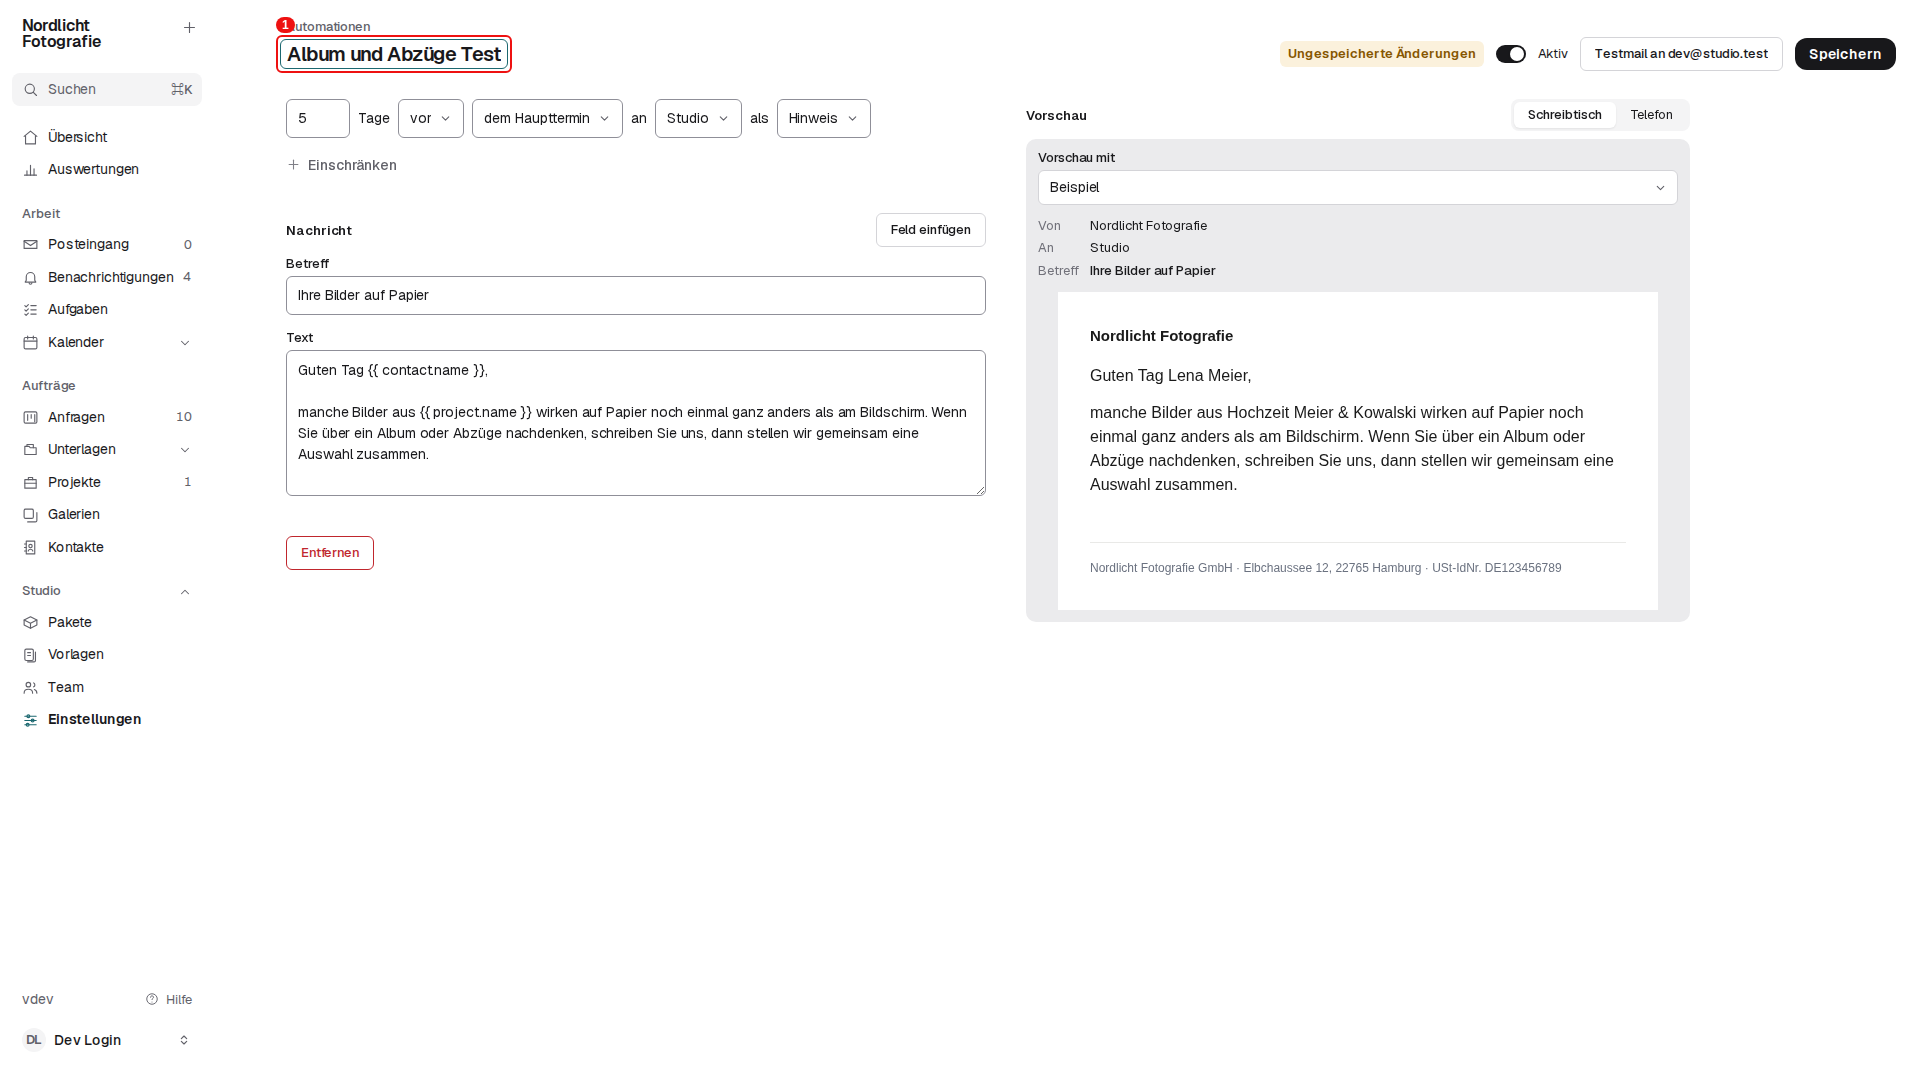 Nordlicht
Fotografie
Suchen
⌘K
Übersicht
Auswertungen
Arbeit
Posteingang 0
Benachrichtigungen 4
Aufgaben
Kalender
Aufträge
Anfragen 10
Unterlagen
Projekte 1
Galerien
Kontakte
Studio
Pakete
Vorlagen
Team
Einstellungen
vdev
Hilfe
DL Dev Login
1
utomationen
Album und Abzüge Test
Ungespeicherte Änderungen
Aktiv
Testmail an dev@studio.test
Speichern
5 Tage vor dem Haupttermin an Studio als Hinweis
Einschränken
Nachricht
Feld einfügen
Betreff
Ihre Bilder auf Papier
Text
Guten Tag {{ contact.name }},
manche Bilder aus {{ project.name }} wirken auf Papier noch einmal ganz anders als am Bildschirm. Wenn
Sie über ein Album oder Abzüge nachdenken, schreiben Sie uns, dann stellen wir gemeinsam eine
Auswahl zusammen.
Entfernen
Vorschau
Schreibtisch
Telefon
Vorschau mit
Beispiel
Von Nordlicht Fotografie
An Studio
Betreff Ihre Bilder auf Papier
Nordlicht Fotografie
Guten Tag Lena Meier,
manche Bilder aus Hochzeit Meier & Kowalski wirken auf Papier noch
einmal ganz anders als am Bildschirm. Wenn Sie über ein Album oder
Abzüge nachdenken, schreiben Sie uns, dann stellen wir gemeinsam eine
Auswahl zusammen.
Nordlicht Fotografie GmbH · Elbchaussee 12, 22765 Hamburg · USt-IdNr. DE123456789